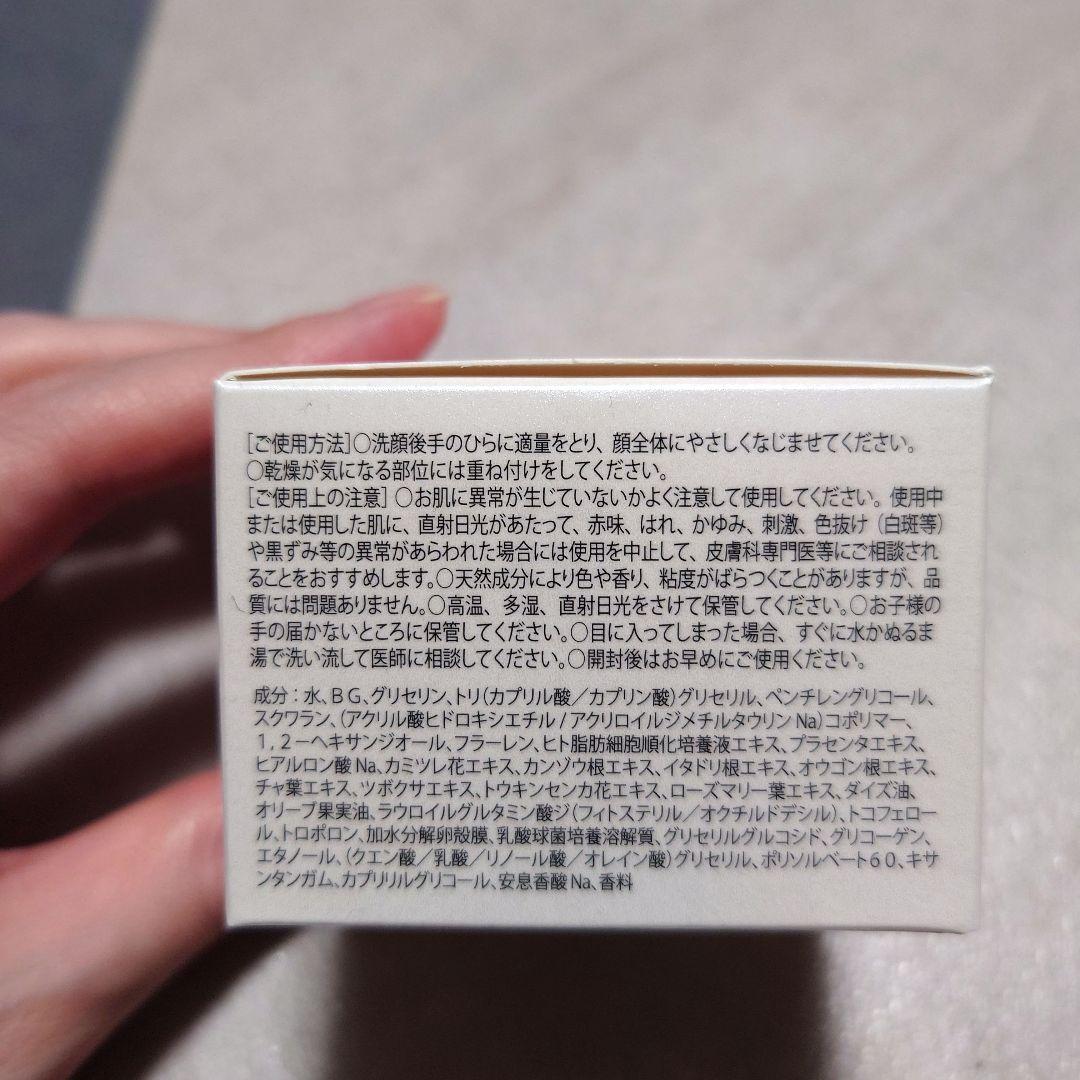 [ご使用方法]○洗顔後手のひらに適量をとり、顔全体にやさしくなじませてください。
○乾燥が気になる部位には重ね付けをしてください。
[ご使用上の注意] ○お肌に異常が生じていないかよく注意して使用してください。使用中
または使用した肌に、直射日光があたって、赤味、はれ、かゆみ、刺激、色抜け（白斑等）
や黒ずみ等の異常があらわれた場合には使用を中止して、皮膚科専門医等にご相談され
ることをおすすめします。○天然成分により色や香り、粘度がばらつくことがありますが、品
質には問題ありません。○高温、多湿、直射日光をさけて保管してください。○お子様の
手の届かないところに保管してください。○目に入ってしまった場合、すぐに水かぬるま
湯で洗い流して医師に相談してください。○開封後はお早めにご使用ください。
成分：水、ＢＧ、グリセリン、トリ（カプリル酸／カプリン酸）グリセリル、ペンチレングリコール、
スクワラン、（アクリル酸ヒドロキシエチル / アクリロイルジメチルタウリン Na）コポリマー、
１，２－ヘキサンジオール、フラーレン、ヒト脂肪細胞順化培養液エキス、プラセンタエキス、
ヒアルロン酸 Na、カミツレ花エキス、カンゾウ根エキス、イタドリ根エキス、オウゴン根エキス、
チャ葉エキス、ツボクサエキス、トウキンセンカ花エキス、ローズマリー葉エキス、ダイズ油、
オリーブ果実油、ラウロイルグルタミン酸ジ（フィトステリル／オクチルドデシル）、トコフェロー
ル、トロポロン、加水分解卵殻膜、乳酸球菌培養溶解質、グリセリルグルコシド、グリコーゲン、
エタノール、（クエン酸／乳酸／リノール酸／オレイン酸）グリセリル、ポリソルベート６０、キサ
ンタンガム、カプリリルグリコール、安息香酸 Na、香料